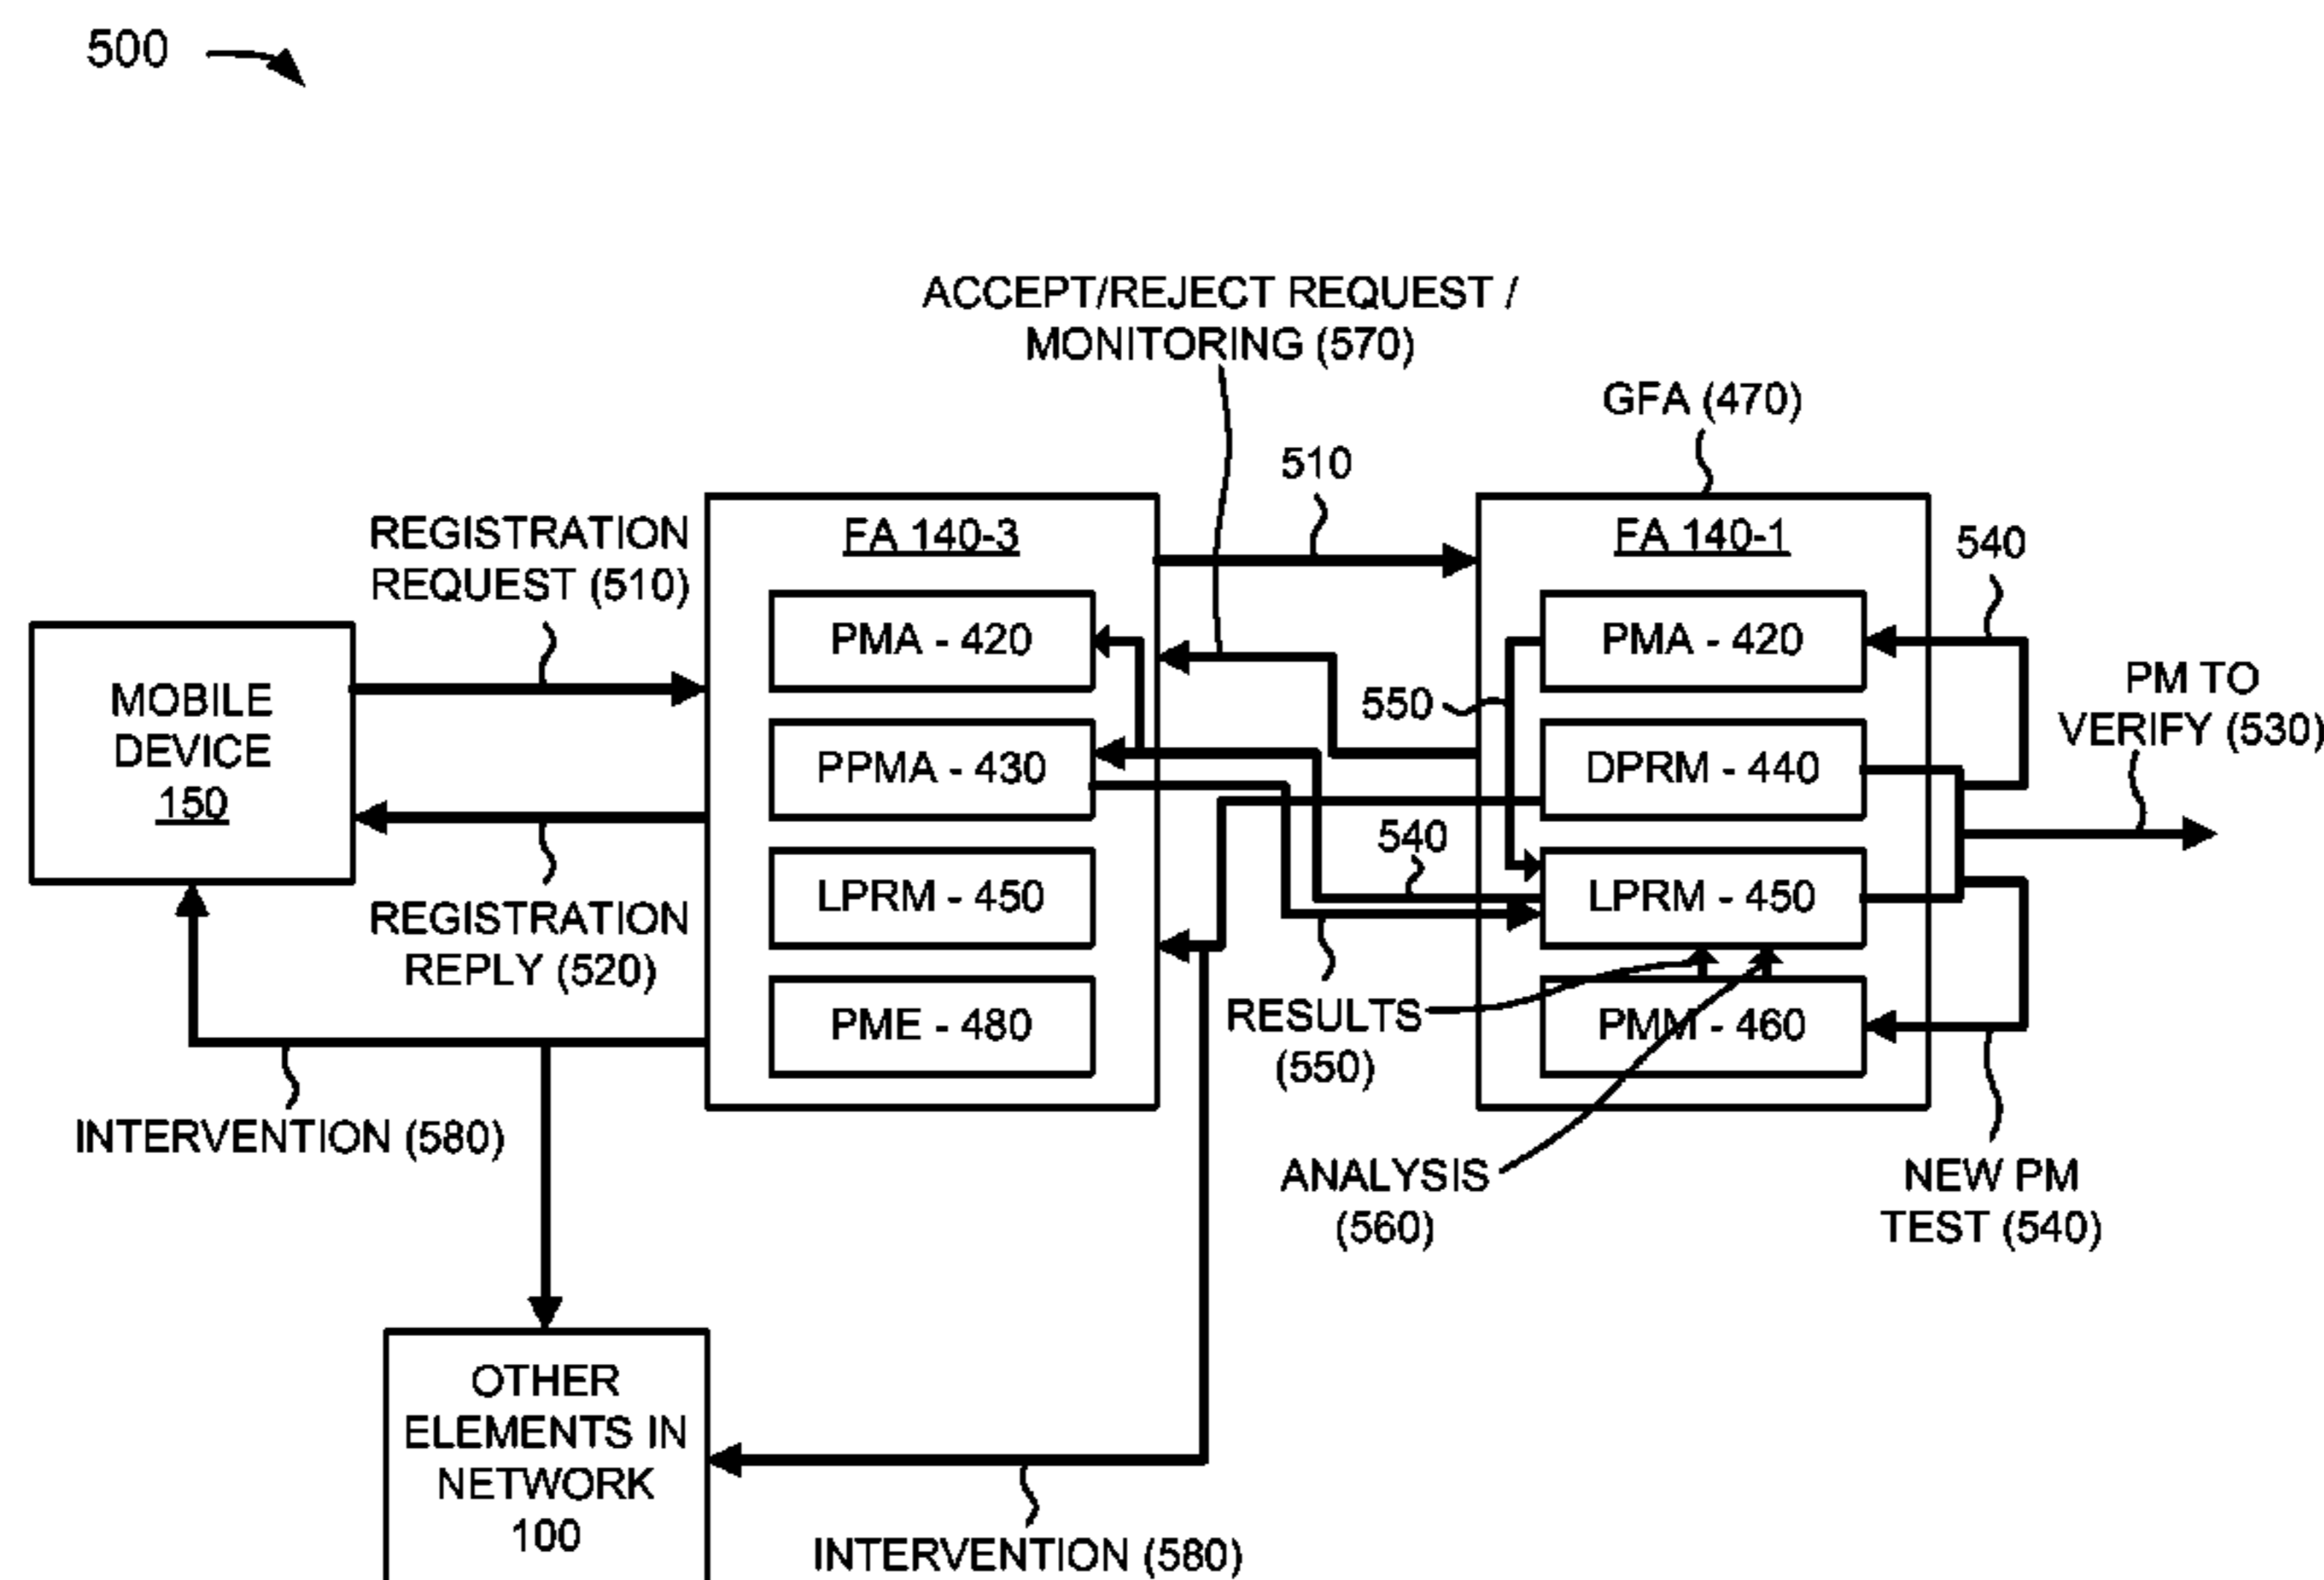 500
ACCEPT/REJECT REQUEST /
MONITORING (570)
GFA (470)
510
REGISTRATION
REQUEST (510)
FA 140-3
FA 140-1
540
PMA - 420
PMA - 420
MOBILE
DEVICE
150
550
PM TO
VERIFY (530)
PPMA - 430
DPRM - 440
540
LPRM - 450
LPRM - 450
REGISTRATION
REPLY (520)
RESULTS
(550)
PME - 480
PMM - 460
INTERVENTION (580)
ANALYSIS
(560)
NEW PM
TEST (540)
OTHER
ELEMENTS IN
NETWORK
100
INTERVENTION (580)